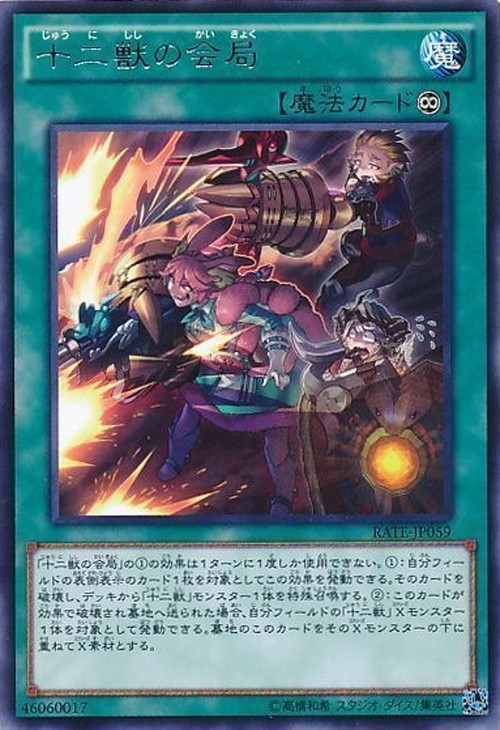 じゅう に しし かい きょく
十二獣の会局
魔
ま ほう
【魔法カード∞】
RATE-JP059
「十二獣の会局」の①の効果は1ターンに1度しか使用できない。①:自分フィ
ールドの表側表示のカード1枚を対象としてこの効果を発動できる。そのカードを
破壊し、デッキから「十二獣」モンスター1体を特殊召喚する。②:このカードが
効果で破壊され墓地へ送られた場合、自分フィールドの「十二獣」Xモンスター
1体を対象として発動できる。墓地のこのカードをそのXモンスターの下に
重ねてX素材とする。
46060017
©高橋和希 スタジオ・ダイス/集英社